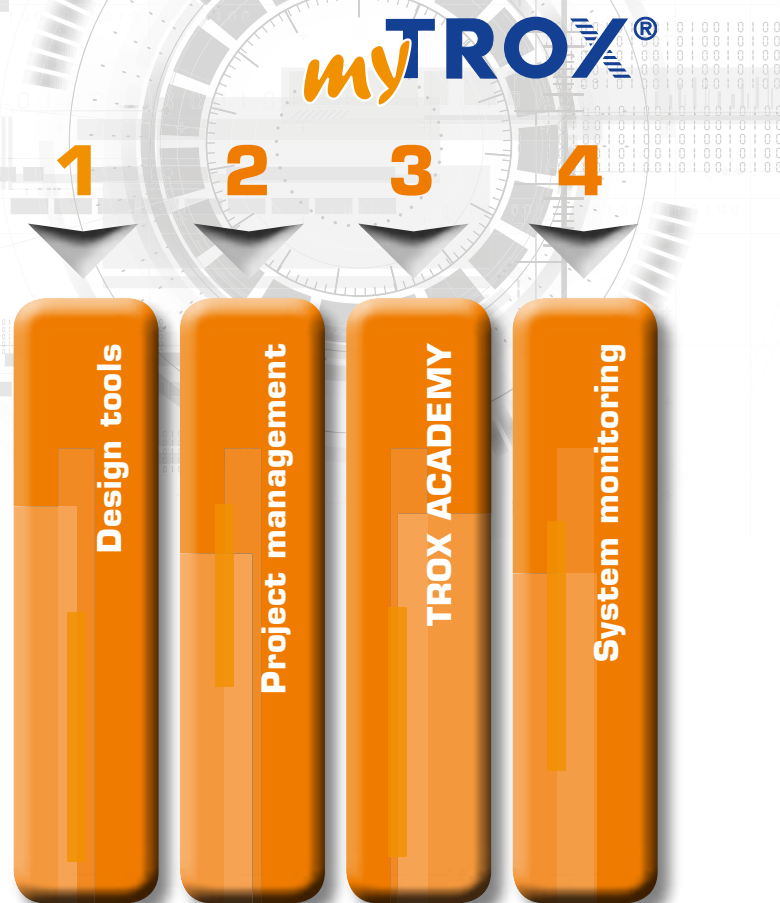 myTROX®
1 2 3 4
Design tools
Project management
TROX ACADEMY
System monitoring